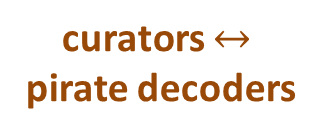 curators ↔
pirate decoders